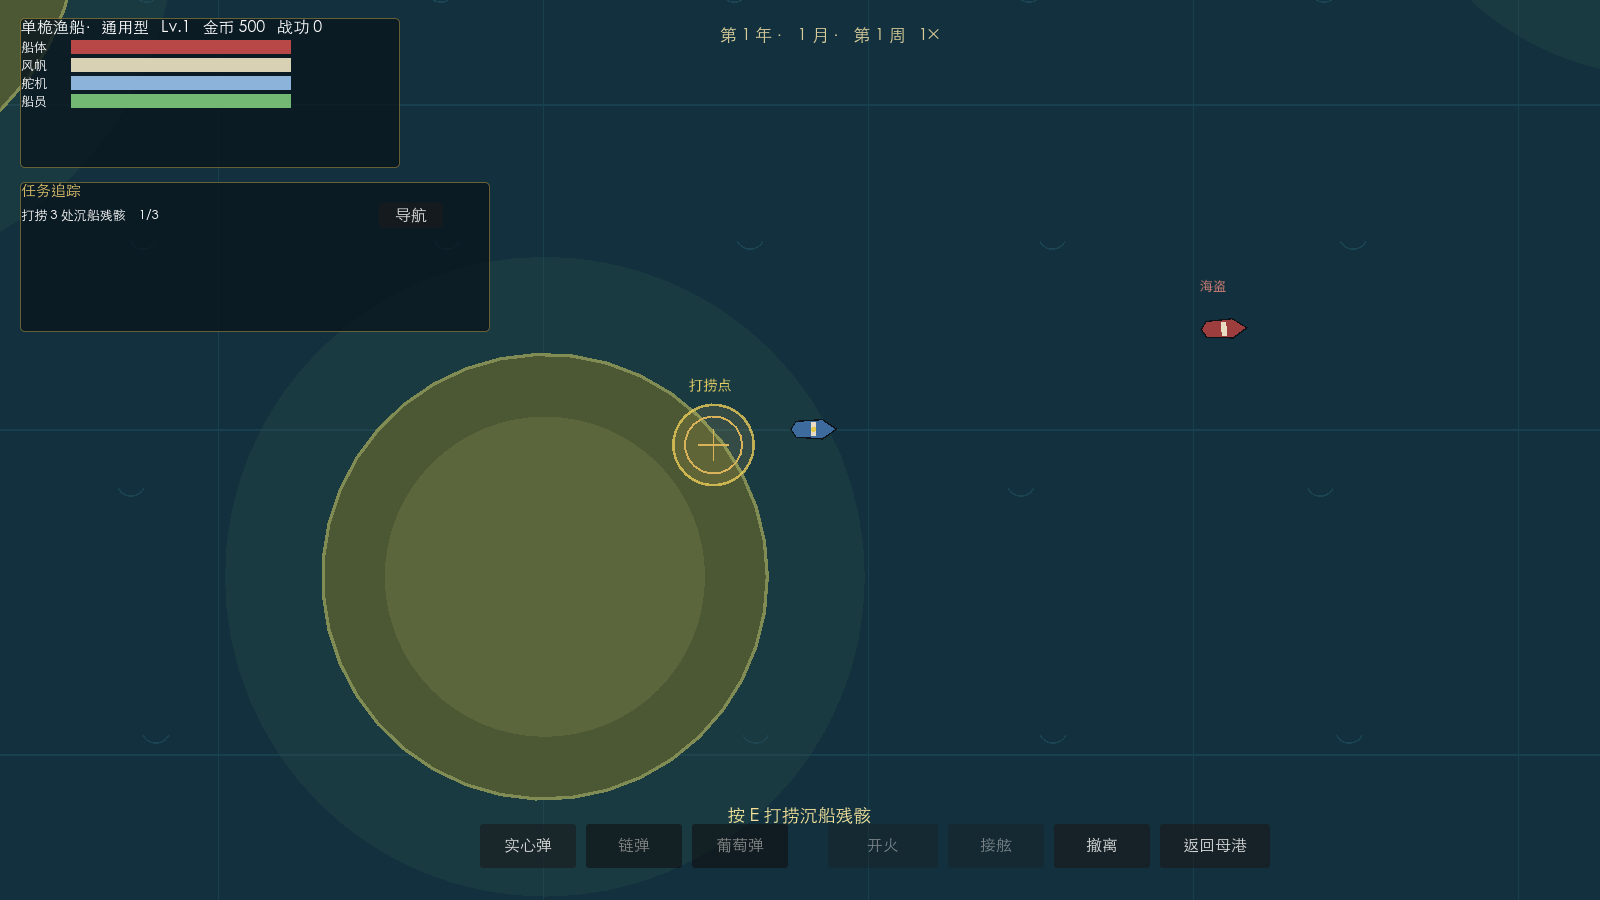 单桅渔船· 通用型 Lv.1 金币 500 战功 0
船体
风帆
舵机
船员
第 1 年 · 1 月 · 第 1 周 1×
任务追踪
打捞 3 处沉船残骸 1/3
导航
海盗
打捞点
按 E 打捞沉船残骸
实心弹 链弹 葡萄弹 开火 接舷 撤离 返回母港